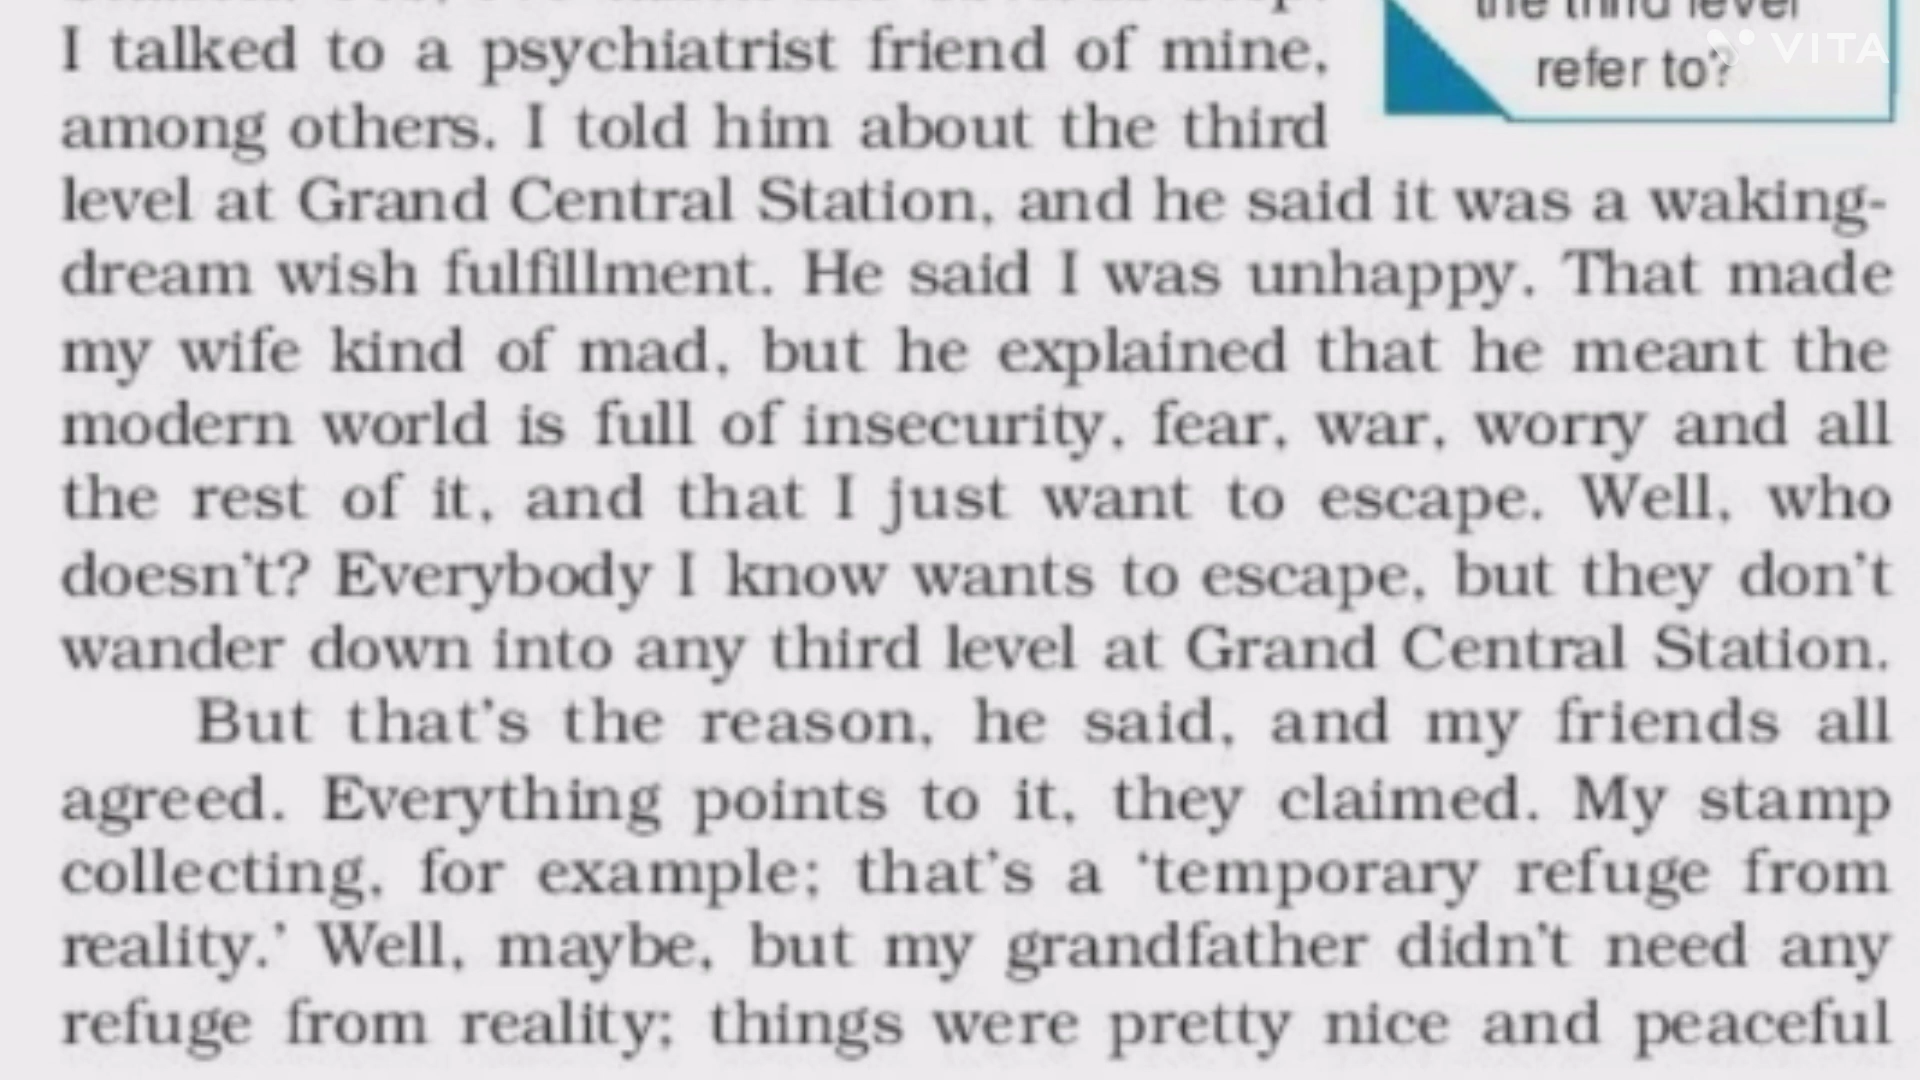 the third level
refer to?
VITA
I talked to a psychiatrist friend of mine,
among others. I told him about the third
level at Grand Central Station, and he said it was a waking-
dream wish fulfillment. He said I was unhappy. That made
my wife kind of mad, but he explained that he meant the
modern world is full of insecurity, fear, war, worry and all
the rest of it, and that I just want to escape. Well, who
doesn't? Everybody I know wants to escape, but they don't
wander down into any third level at Grand Central Station.
But that's the reason, he said, and my friends all
agreed. Everything points to it, they claimed. My stamp
collecting, for example; that's a ‘temporary refuge from
reality.’ Well, maybe, but my grandfather didn't need any
refuge from reality; things were pretty nice and peaceful